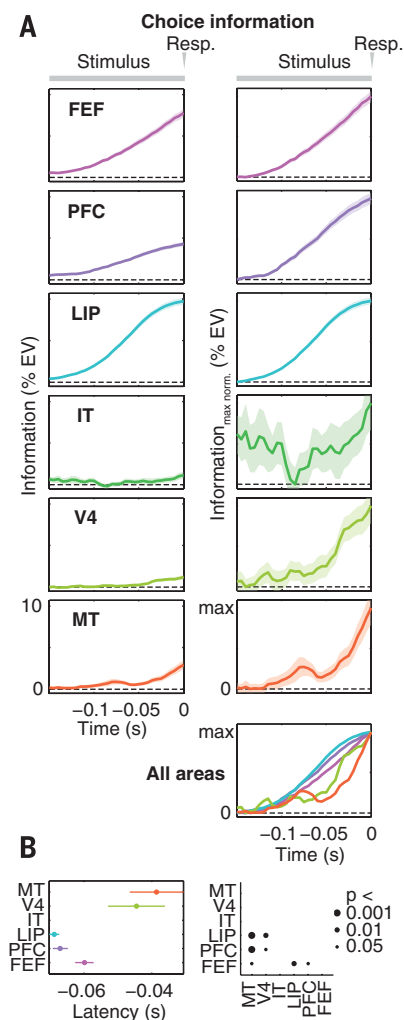 A
Choice information
Resp.
Resp.
Stimulus
Stimulus
FEF
PFC
LIP
IT
V4
MT
Information (% EV)
Information max norm. (% EV)
10
0
max
0
−0.1
−0.05
0
Time (s)
All areas
max
0
−0.1
−0.05
0
Time (s)
B
MT
V4
IT
LIP
PFC
FEF
−0.06
−0.04
Latency (s)
MT
V4
IT
LIP
PFC
FEF
MT
V4
IT
LIP
PFC
FEF
p <
0.001
0.01
0.05